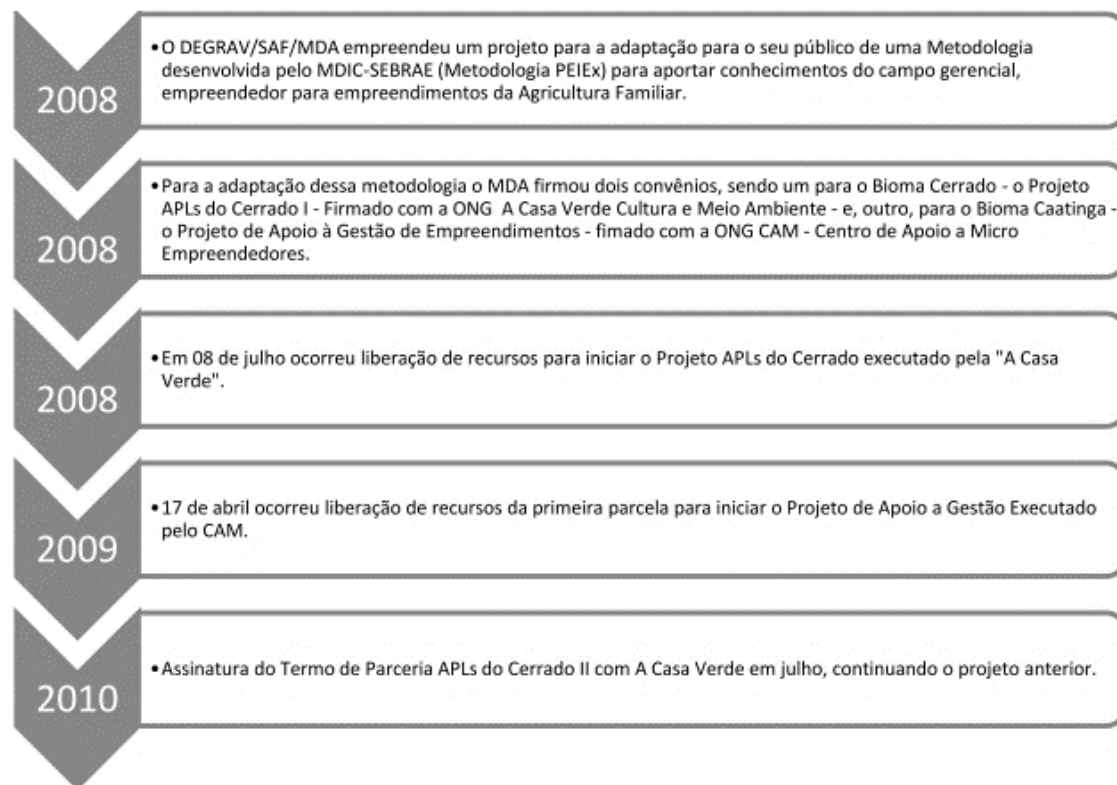 2008
•O DEGRAV/SAF/MDA empreendeu um projeto para a adaptação para o seu público de uma Metodologia
desenvolvida pelo MDIC-SEBRAE (Metodologia PEIEx) para aportar conhecimentos do campo gerencial,
empreendedor para empreendimentos da Agricultura Familiar.
2008
•Para a adaptação dessa metodologia o MDA firmou dois convênios, sendo um para o Bioma Cerrado - o Projeto
APLs do Cerrado I - Firmado com a ONG A Casa Verde Cultura e Meio Ambiente - e, outro, para o Bioma Caatinga -
o Projeto de Apoio à Gestão de Empreendimentos - fimado com a ONG CAM - Centro de Apoio a Micro
Empreendedores.
2008
•Em 08 de julho ocorreu liberação de recursos para iniciar o Projeto APLs do Cerrado executado pela "A Casa
Verde".
2009
•17 de abril ocorreu liberação de recursos da primeira parcela para iniciar o Projeto de Apoio a Gestão Executado
pelo CAM.
2010
•Assinatura do Termo de Parceria APLs do Cerrado II com A Casa Verde em julho, continuando o projeto anterior.